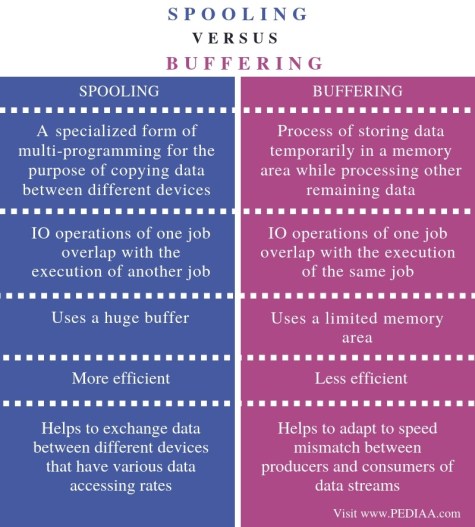 SPOOLING
VERSUS
BUFFERING
SPOOLING
A specialized form of
multi-programming for the
purpose of copying data
between different devices
IO operations of one job
overlap with the
execution of another job
Uses a huge buffer
More efficient
Helps to exchange data
between different devices
that have various data
accessing rates
BUFFERING
Process of storing data
temporarily in a memory
area while processing other
remaining data
IO operations of one job
overlap with the execution
of the same job
Uses a limited memory
area
Less efficient
Helps to adapt to speed
mismatch between
producers and consumers of
data streams
Visit www.PEDIAA.com